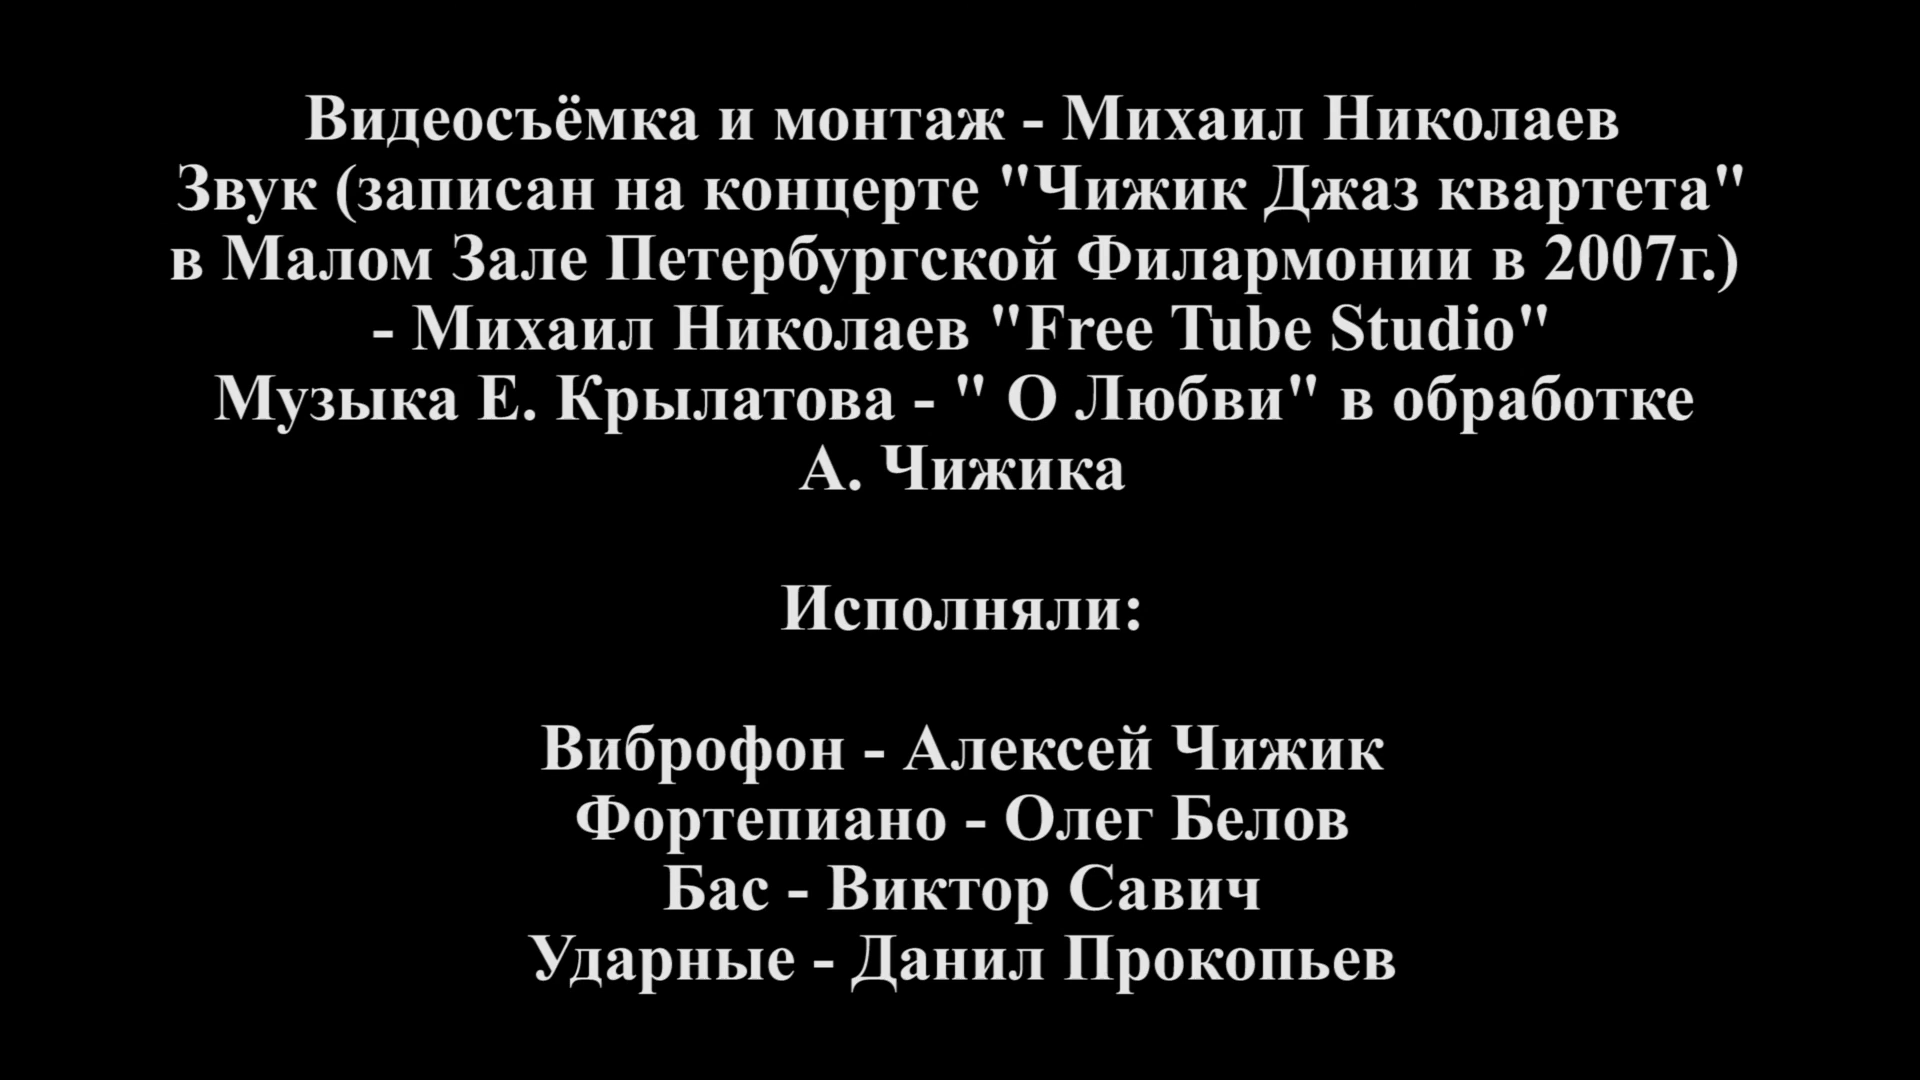 Видеосъёмка и монтаж - Михаил Николаев
Звук (записан на концерте "Чижик Джаз квартета"
в Малом Зале Петербургской Филармонии в 2007г.)
- Михаил Николаев "Free Tube Studio"
Музыка Е. Крылатова - " О Любви" в обработке
А. Чижика
Исполняли:
Виброфон - Алексей Чижик
Фортепиано - Олег Белов
Бас - Виктор Савич
Ударные - Данил Прокопьев